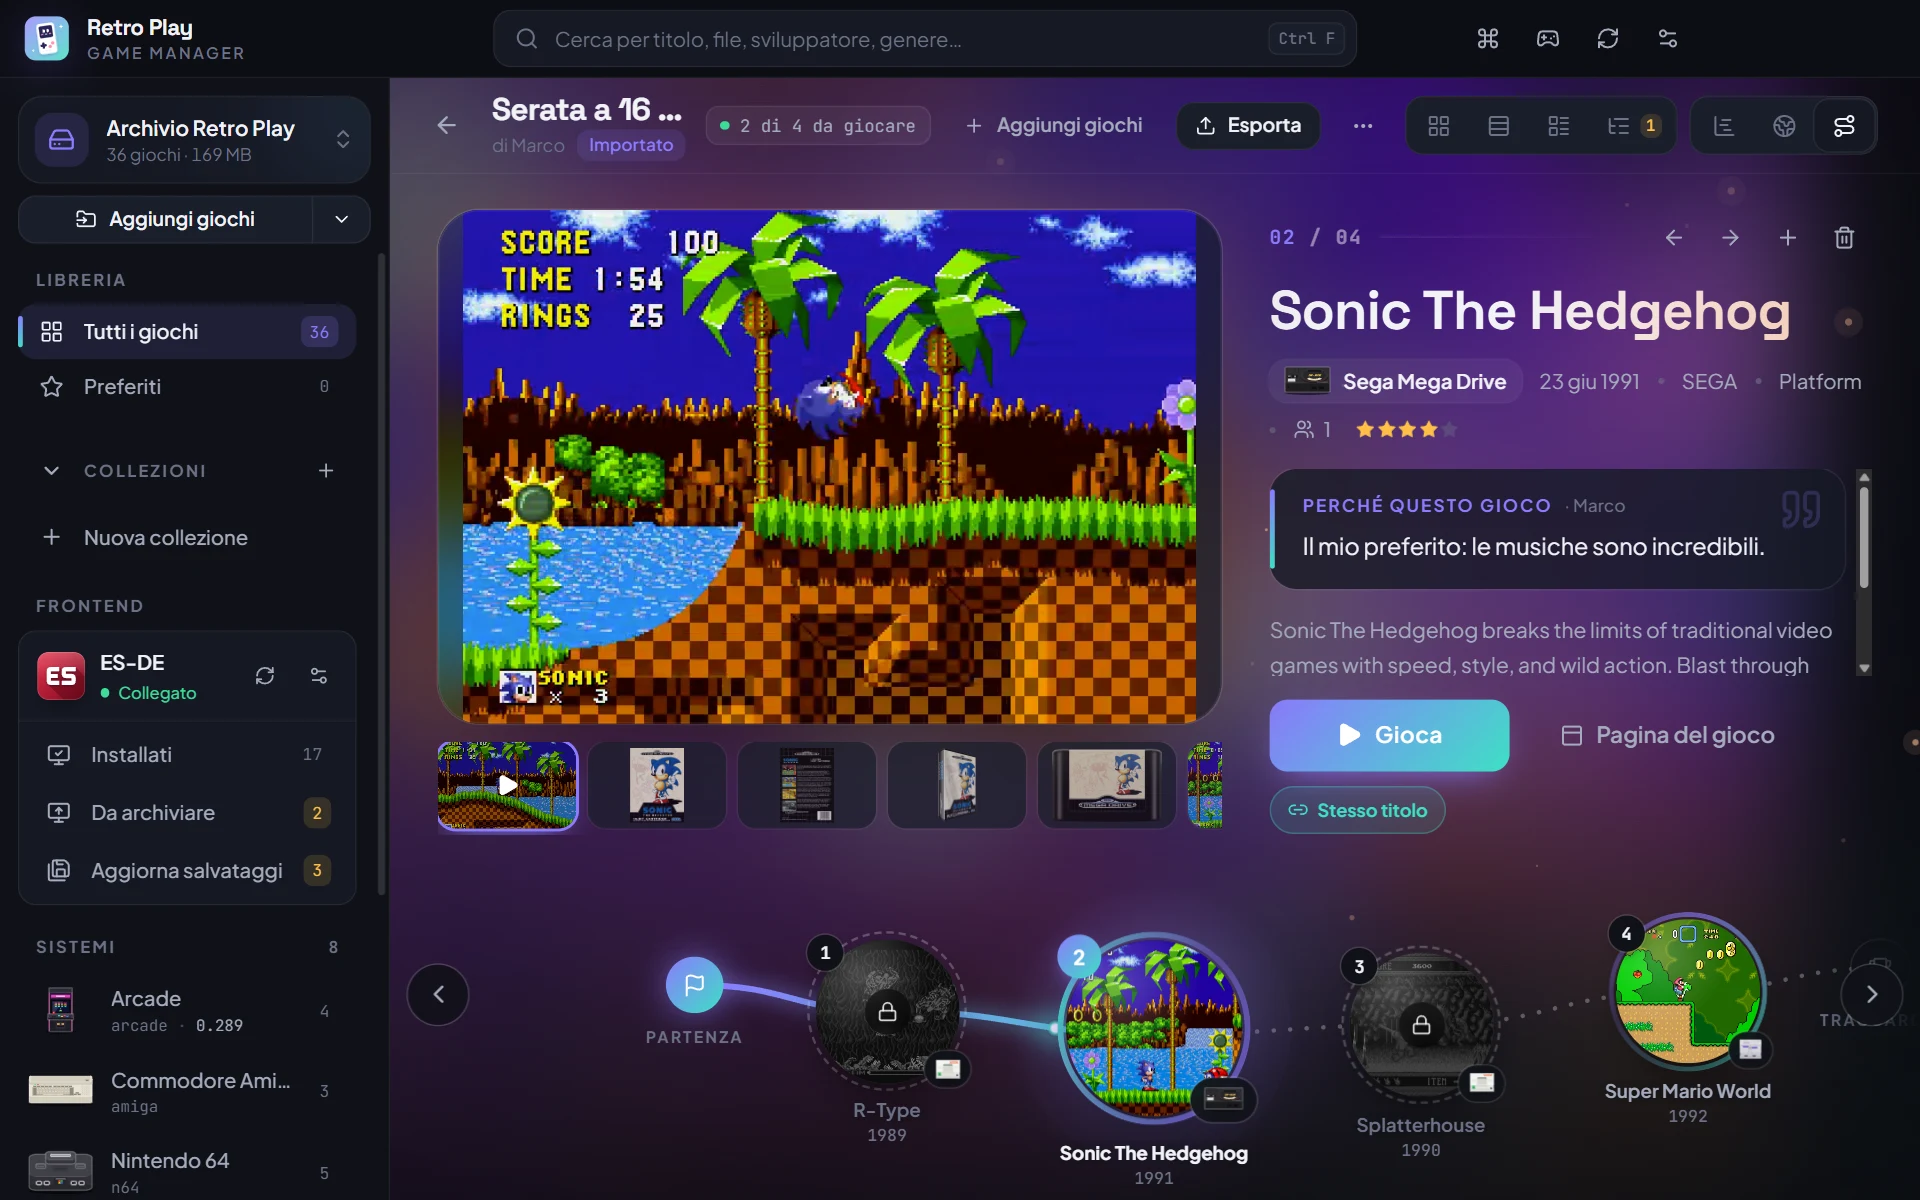 Retro Play
GAME MANAGER
Cerca per titolo, file, sviluppatore, genere...
Ctrl F
Archivio Retro Play
36 giochi · 169 MB
Aggiungi giochi
LIBRERIA
Tutti i giochi
36
Preferiti
0
COLLEZIONI
Nuova collezione
FRONTEND
ES
ES-DE
Collegato
Installati
17
Da archiviare
2
Aggiorna salvataggi
3
SISTEMI
8
Arcade
arcade · 0.289
4
Commodore Ami...
amiga
3
Nintendo 64
n64
5
Serata a 16 ...
di Marco
Importato
2 di 4 da giocare
Aggiungi giochi
Esporta
1
SCORE 100
TIME 1:54
RINGS 25
SONIC
x 3
02 / 04
Sonic The Hedgehog
Sega Mega Drive
23 giu 1991 • SEGA • Platform
• 1
PERCHÉ QUESTO GIOCO · Marco
Il mio preferito: le musiche sono incredibili.
Sonic The Hedgehog breaks the limits of traditional video
games with speed, style, and wild action. Blast through
Gioca
Pagina del gioco
Stesso titolo
PARTENZA
1
R-Type
1989
2
Sonic The Hedgehog
1991
3
Splatterhouse
1990
4
Super Mario World
1992